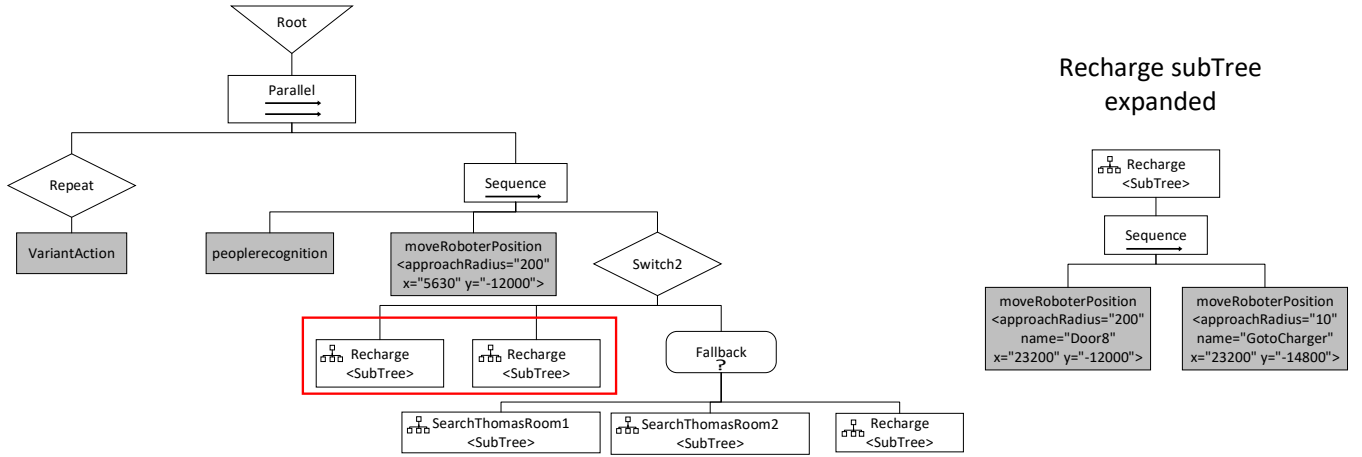 Root
Recharge subTree
expanded
Parallel
Repeat
Sequence
Recharge
<SubTree>
Sequence
VariantAction
peoplerecognition
moveRoboterPosition
<approachRadius="200"
x="5630" y="-12000">
Switch2
moveRoboterPosition
<approachRadius="200"
name="Door8"
x="23200" y="-12000">
moveRoboterPosition
<approachRadius="10"
name="GotoCharger"
x="23200" y="-14800">
Recharge
<SubTree>
Recharge
<SubTree>
Fallback
?
SearchThomasRoom1
<SubTree>
SearchThomasRoom2
<SubTree>
Recharge
<SubTree>